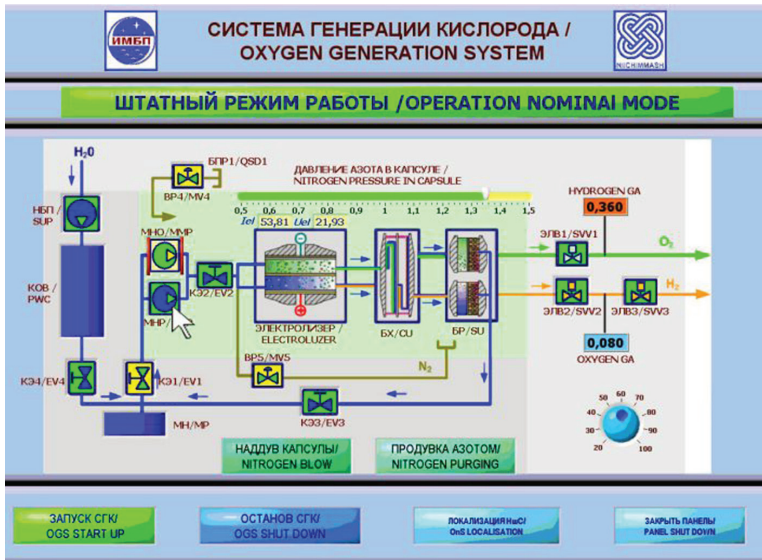 ИМБП
СИСТЕМА ГЕНЕРАЦИИ КИСЛОРОДА /
OXYGEN GENERATION SYSTEM
NIICHIMMASH
ШТАТНЫЙ РЕЖИМ РАБОТЫ /OPERATION NOMINAl MODE
H₂0
БПР1/QSD1
ВР4/MV4
ДАВЛЕНИЕ АЗОТА В КАПСУЛЕ /
NITROGEN PRESSURE IN CAPSULE
0,5 0,6 0,7 0,8 0,9 1 1,1 1,2 1,3 1,4 1,5
HYDROGEN GA
0,360
НБП /
SUP
МНО/ММР
Iel 53,81 Uel 21,93
ЭЛВ1/SVV1
O₂
КОВ /
PWC
КЭ2/EV2
H₂
МНР/
ЭЛЕКТРОЛИЗЕР /
ELECTROLUZER
БХ/CU
БР/SU
ЭЛВ2/SVV2
ЭЛВ3/SVV3
0,080
OXYGEN GA
ВР5/MV5
N₂
КЭ4/EV4
КЭ1/EV1
КЭ3/EV3
МН/МР
20 30 40 50 60 70 80 90 100
НАДДУВ КАПСУЛЫ/
NITROGEN BLOW
ПРОДУВКА АЗОТОМ/
NITROGEN PURGING
ЗАПУСК СГК/
OGS START UP
ОСТАНОВ СГК/
OGS SHUT DOWN
ЛОКАЛИЗАЦИЯ НшС/
OnS LOCALISATION
ЗАКРЫТЬ ПАНЕЛЫ/
PANEL SHUT DOWN